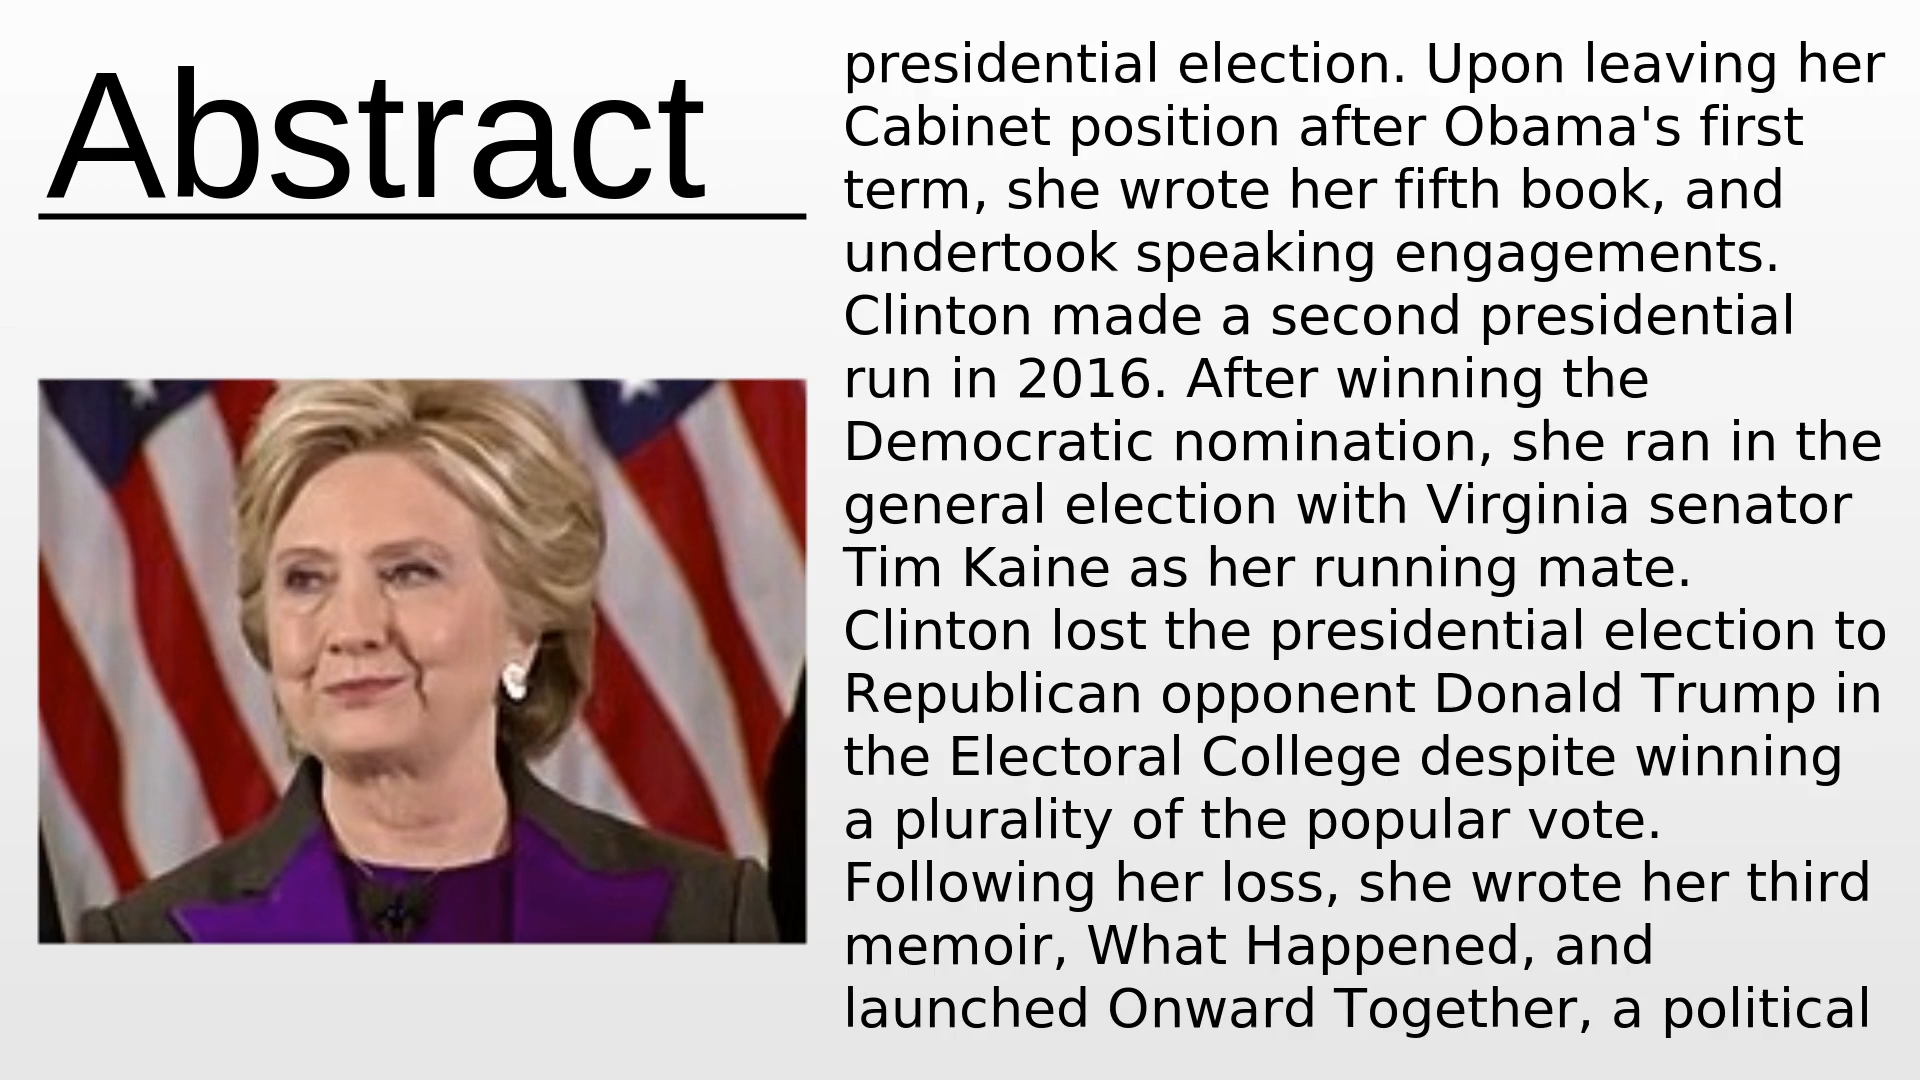 Abstract
presidential election. Upon leaving her
Cabinet position after Obama's first
term, she wrote her fifth book, and
undertook speaking engagements.
Clinton made a second presidential
run in 2016. After winning the
Democratic nomination, she ran in the
general election with Virginia senator
Tim Kaine as her running mate.
Clinton lost the presidential election to
Republican opponent Donald Trump in
the Electoral College despite winning
a plurality of the popular vote.
Following her loss, she wrote her third
memoir, What Happened, and
launched Onward Together, a political